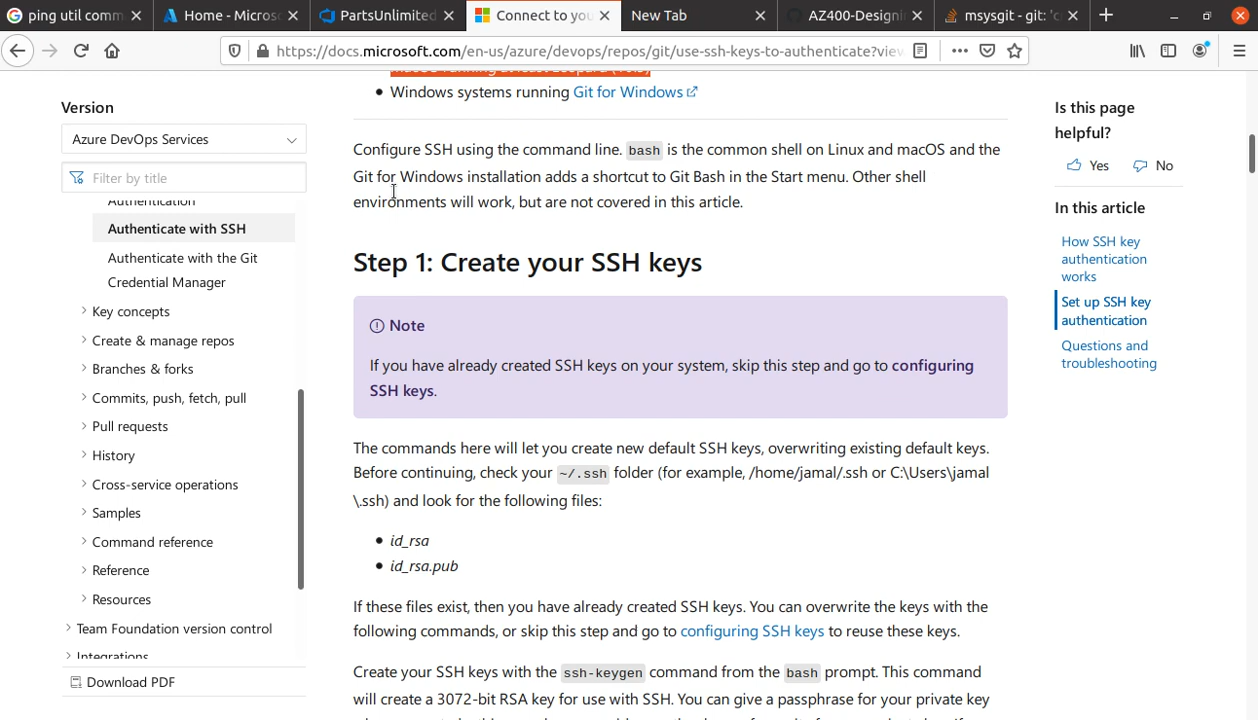 ping util comm
Home - Micros
PartsUnlimited
Connect to you
New Tab
AZ400-Designin
msysgit - git: 'c
https://docs.microsoft.com/en-us/azure/devops/repos/git/use-ssh-keys-to-authenticate?view
Version
Azure DevOps Services
Filter by title
Authentication
Authenticate with SSH
Authenticate with the Git
Credential Manager
Key concepts
Create & manage repos
Branches & forks
Commits, push, fetch, pull
Pull requests
History
Cross-service operations
Samples
Command reference
Reference
Resources
Team Foundation version control
Integrations
Download PDF
• Windows systems running Git for Windows
Configure SSH using the command line. bash is the common shell on Linux and macOS and the
Git for Windows installation adds a shortcut to Git Bash in the Start menu. Other shell
environments will work, but are not covered in this article.
Step 1: Create your SSH keys
Note
If you have already created SSH keys on your system, skip this step and go to configuring
SSH keys.
The commands here will let you create new default SSH keys, overwriting existing default keys.
Before continuing, check your ~/.ssh folder (for example, /home/jamal/.ssh or C:\Users\jamal
\.ssh) and look for the following files:
• id_rsa
• id_rsa.pub
If these files exist, then you have already created SSH keys. You can overwrite the keys with the
following commands, or skip this step and go to configuring SSH keys to reuse these keys.
Create your SSH keys with the ssh-keygen command from the bash prompt. This command
will create a 3072-bit RSA key for use with SSH. You can give a passphrase for your private key
Is this page
helpful?
Yes No
In this article
How SSH key
authentication
works
Set up SSH key
authentication
Questions and
troubleshooting